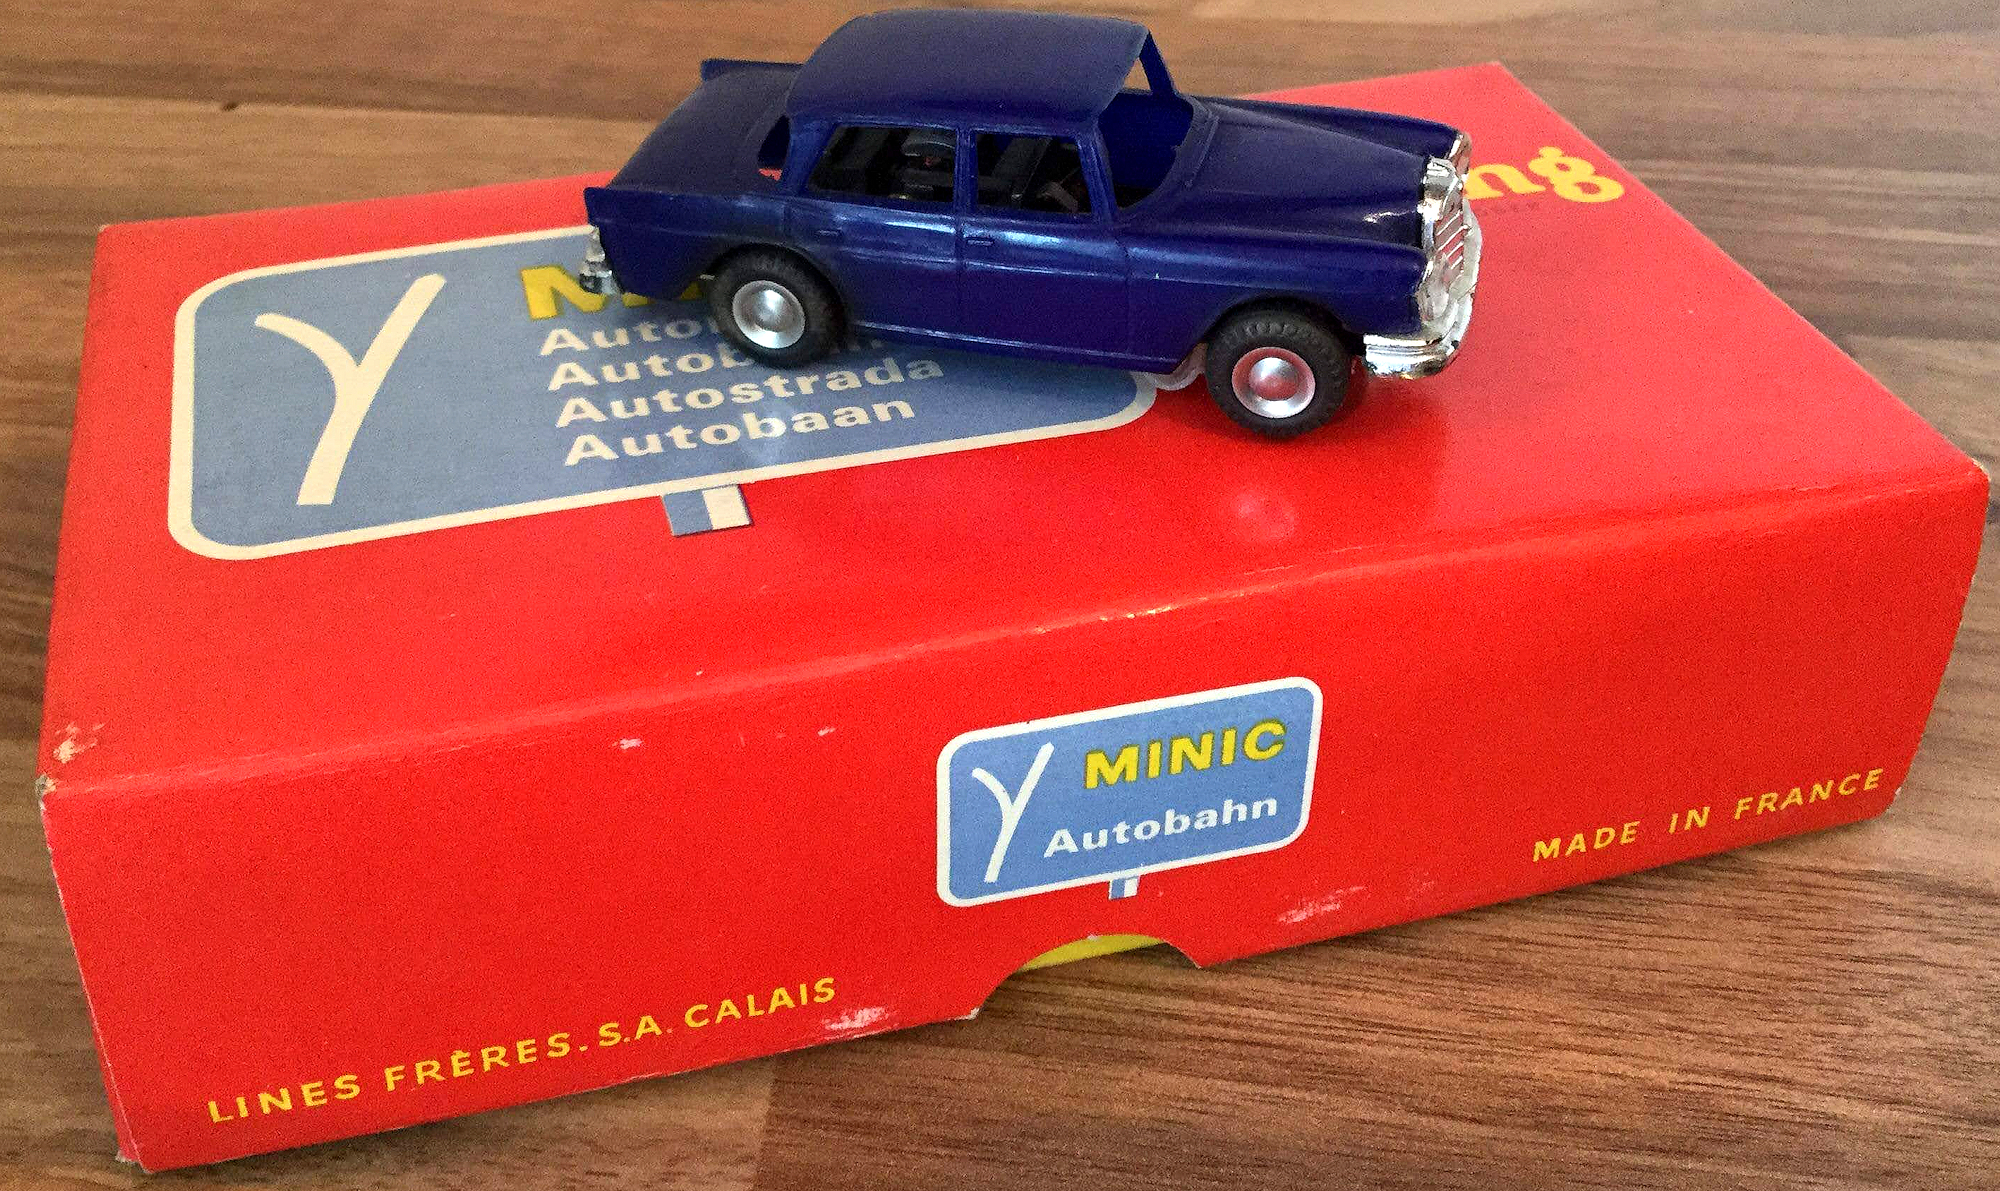 Autostrada
Autobaan
MINIC
Autobahn
MADE IN FRANCE
LINES FRÈRES.S.A. CALAIS